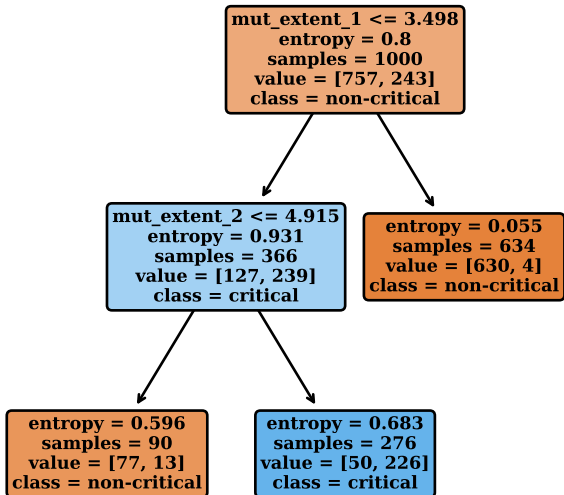 mut_extent_1 <= 3.498
entropy = 0.8
samples = 1000
value = [757, 243]
class = non-critical
mut_extent_2 <= 4.915
entropy = 0.931
samples = 366
value = [127, 239]
class = critical
entropy = 0.055
samples = 634
value = [630, 4]
class = non-critical
entropy = 0.596
samples = 90
value = [77, 13]
class = non-critical
entropy = 0.683
samples = 276
value = [50, 226]
class = critical